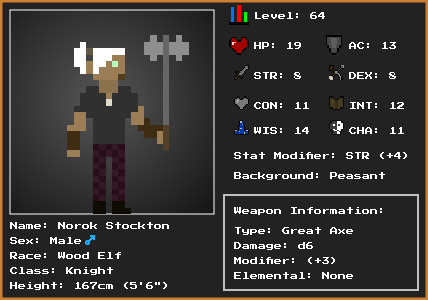 Level: 64
HP: 19 AC: 13
STR: 8 DEX: 8
CON: 11 INT: 12
WIS: 14 CHA: 11
Stat Modifier: STR (+4)
Background: Peasant
Name: Norok Stockton
Sex: Male ♂
Race: Wood Elf
Class: Knight
Height: 167cm (5'6")
Weapon Information:
Type: Great Axe
Damage: d6
Modifier: (+3)
Elemental: None